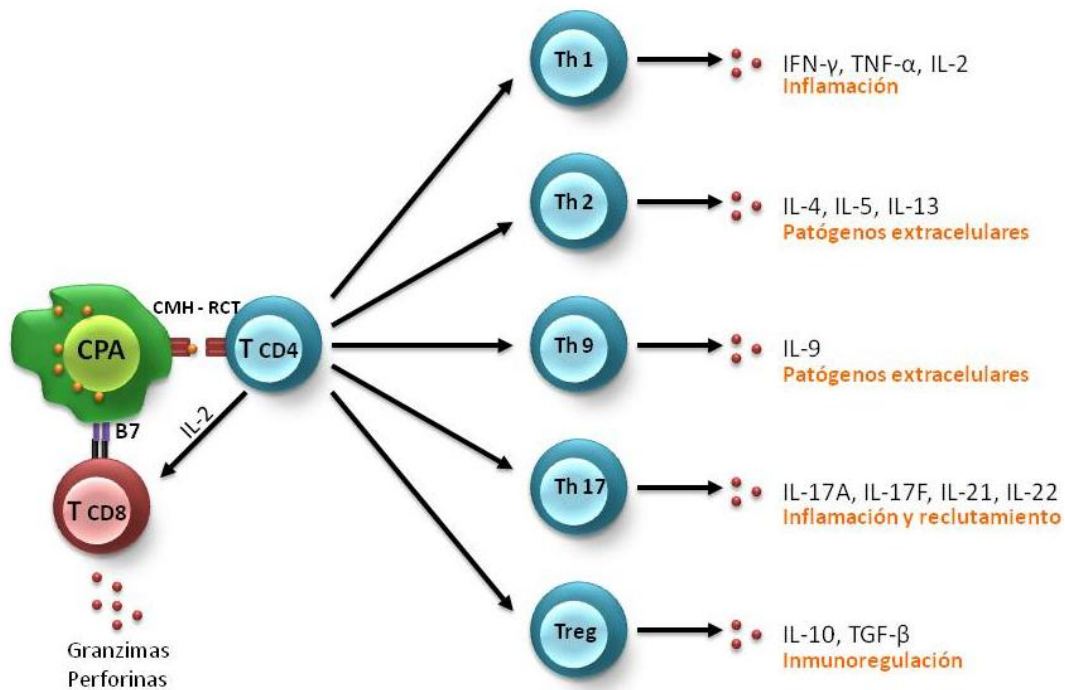 Th 1
IFN-γ, TNF-α, IL-2
Inflamación
Th 2
IL-4, IL-5, IL-13
Patógenos extracelulares
CMH - RCT
CPA
T CD4
Th 9
IL-9
Patógenos extracelulares
B7
IL-2
T CD8
Th 17
IL-17A, IL-17F, IL-21, IL-22
Inflamación y reclutamiento
Granzimas
Perforinas
Treg
IL-10, TGF-β
Inmunoregulación